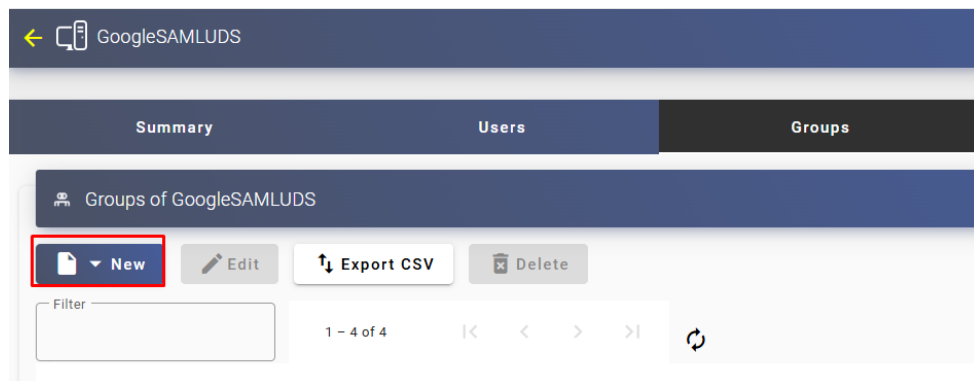 GoogleSAMLUDS
Summary Users Groups
Groups of GoogleSAMLUDS
New Edit Export CSV Delete
Filter
1 – 4 of 4